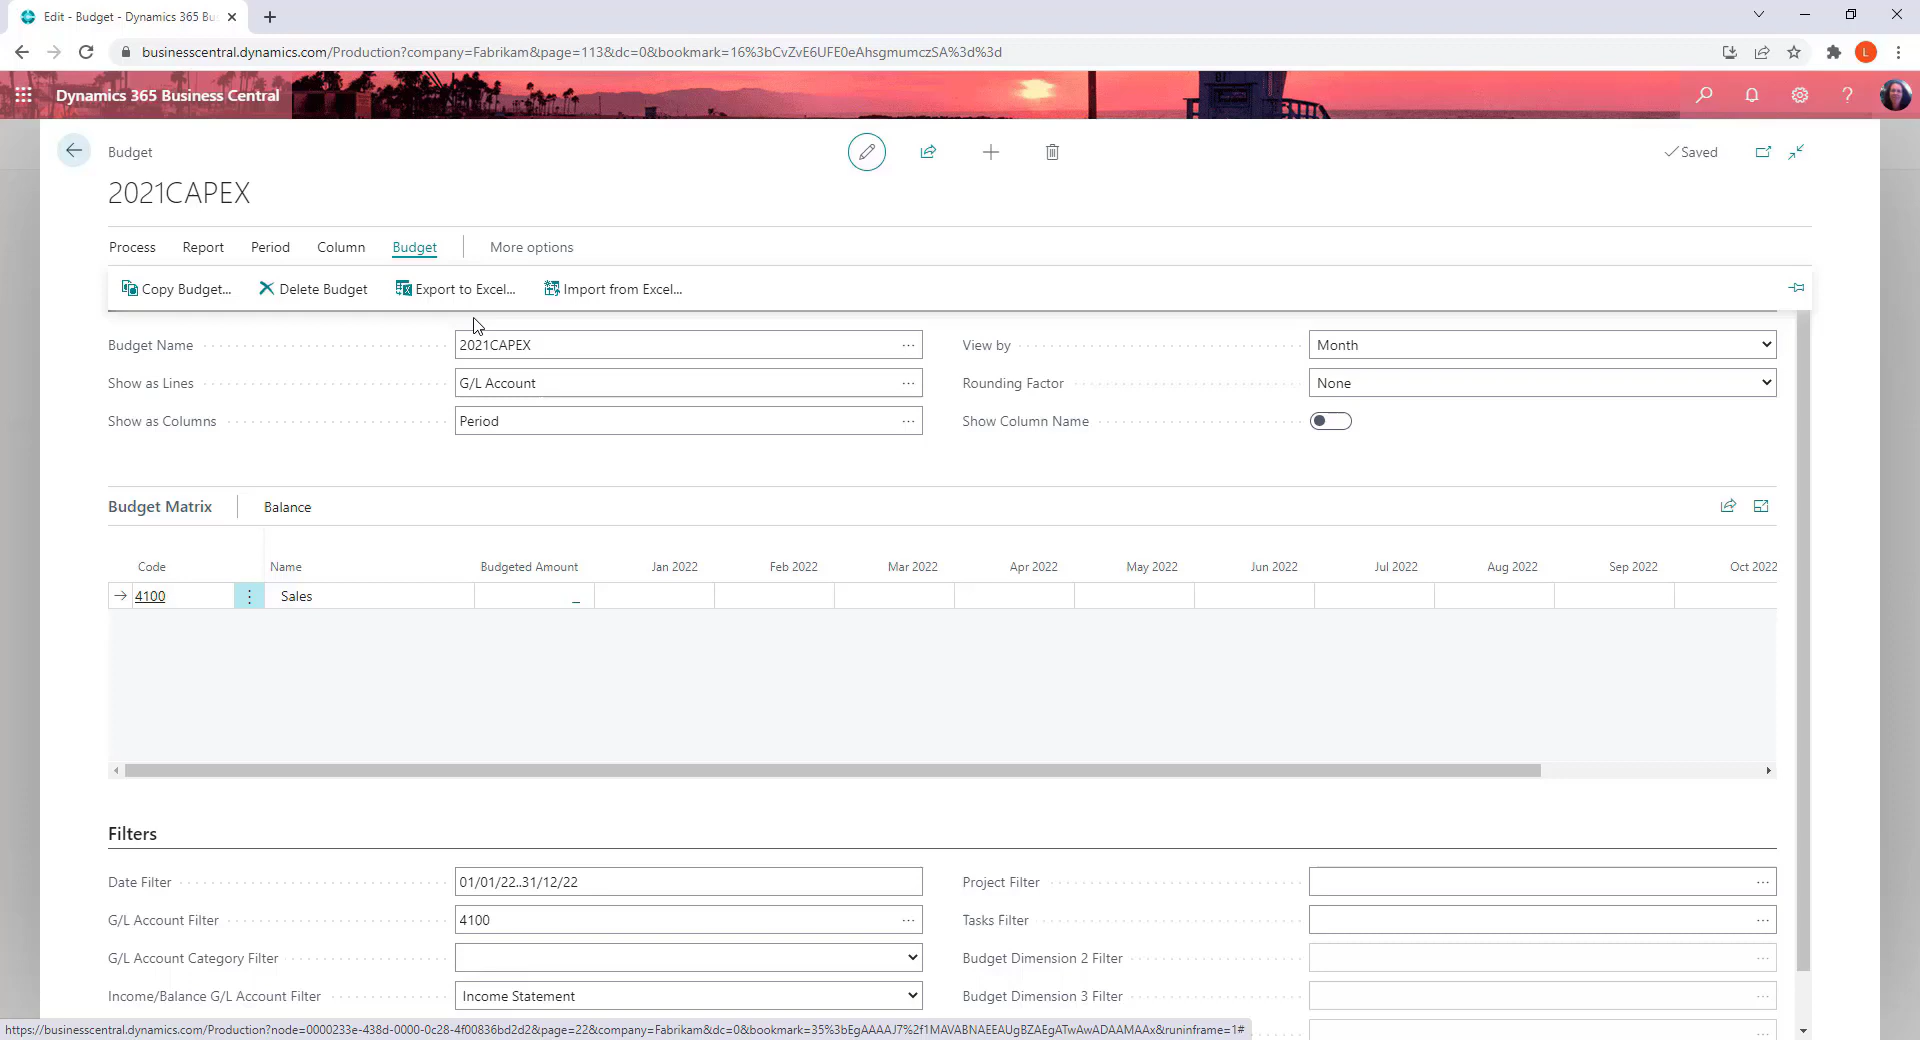 Edit - Budget - Dynamics 365 Bu
businesscentral.dynamics.com/Production?company=Fabrikam&page=113&dc=0&bookmark=16%3bCvZvE6UFE0eAhsgmumczSA%3d%3d
L
Dynamics 365 Business Central
Budget
Saved
2021CAPEX
Process Report Period Column Budget More options
Copy Budget... Delete Budget Export to Excel... Import from Excel...
Budget Name 2021CAPEX ... View by Month
Show as Lines G/L Account ... Rounding Factor None
Show as Columns Period ... Show Column Name
Budget Matrix Balance
Code Name Budgeted Amount Jan 2022 Feb 2022 Mar 2022 Apr 2022 May 2022 Jun 2022 Jul 2022 Aug 2022 Sep 2022 Oct 2022
4100 Sales _
Filters
Date Filter 01/01/22..31/12/22 Project Filter ...
G/L Account Filter 4100 ... Tasks Filter ...
G/L Account Category Filter Budget Dimension 2 Filter ...
Income/Balance G/L Account Filter Income Statement Budget Dimension 3 Filter ...
https://businesscentral.dynamics.com/Production?node=0000233e-438d-0000-0c28-4f00836bd2d2&page=22&company=Fabrikam&dc=0&bookmark=35%3bEgAAAAJ7%2f1MAVABNAEEAUgBZAEgATwAwADAAMAAx&runinframe=1#